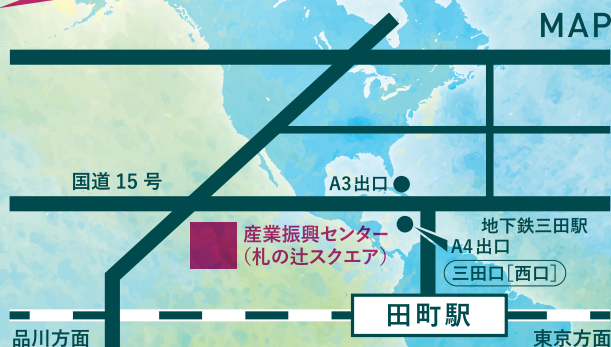 MAP
国道15号
A3出口
産業振興センター
（札の辻スクエア）
地下鉄三田駅
A4出口
三田口［西口］
田町駅
品川方面
東京方面